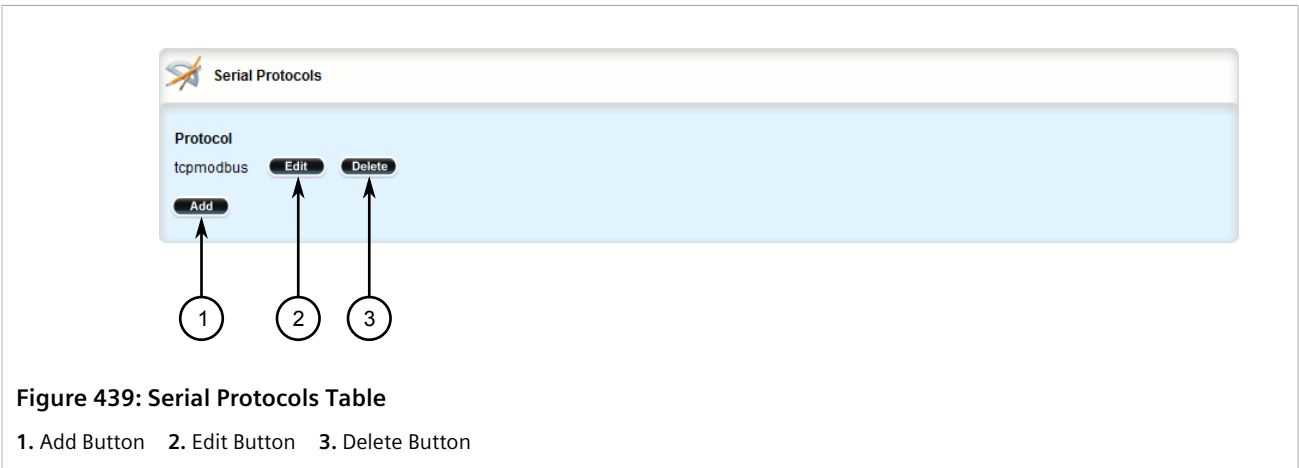 Serial Protocols
Protocol
tcpmodbus Edit Delete
Add
1 2 3
Figure 439: Serial Protocols Table
1. Add Button 2. Edit Button 3. Delete Button